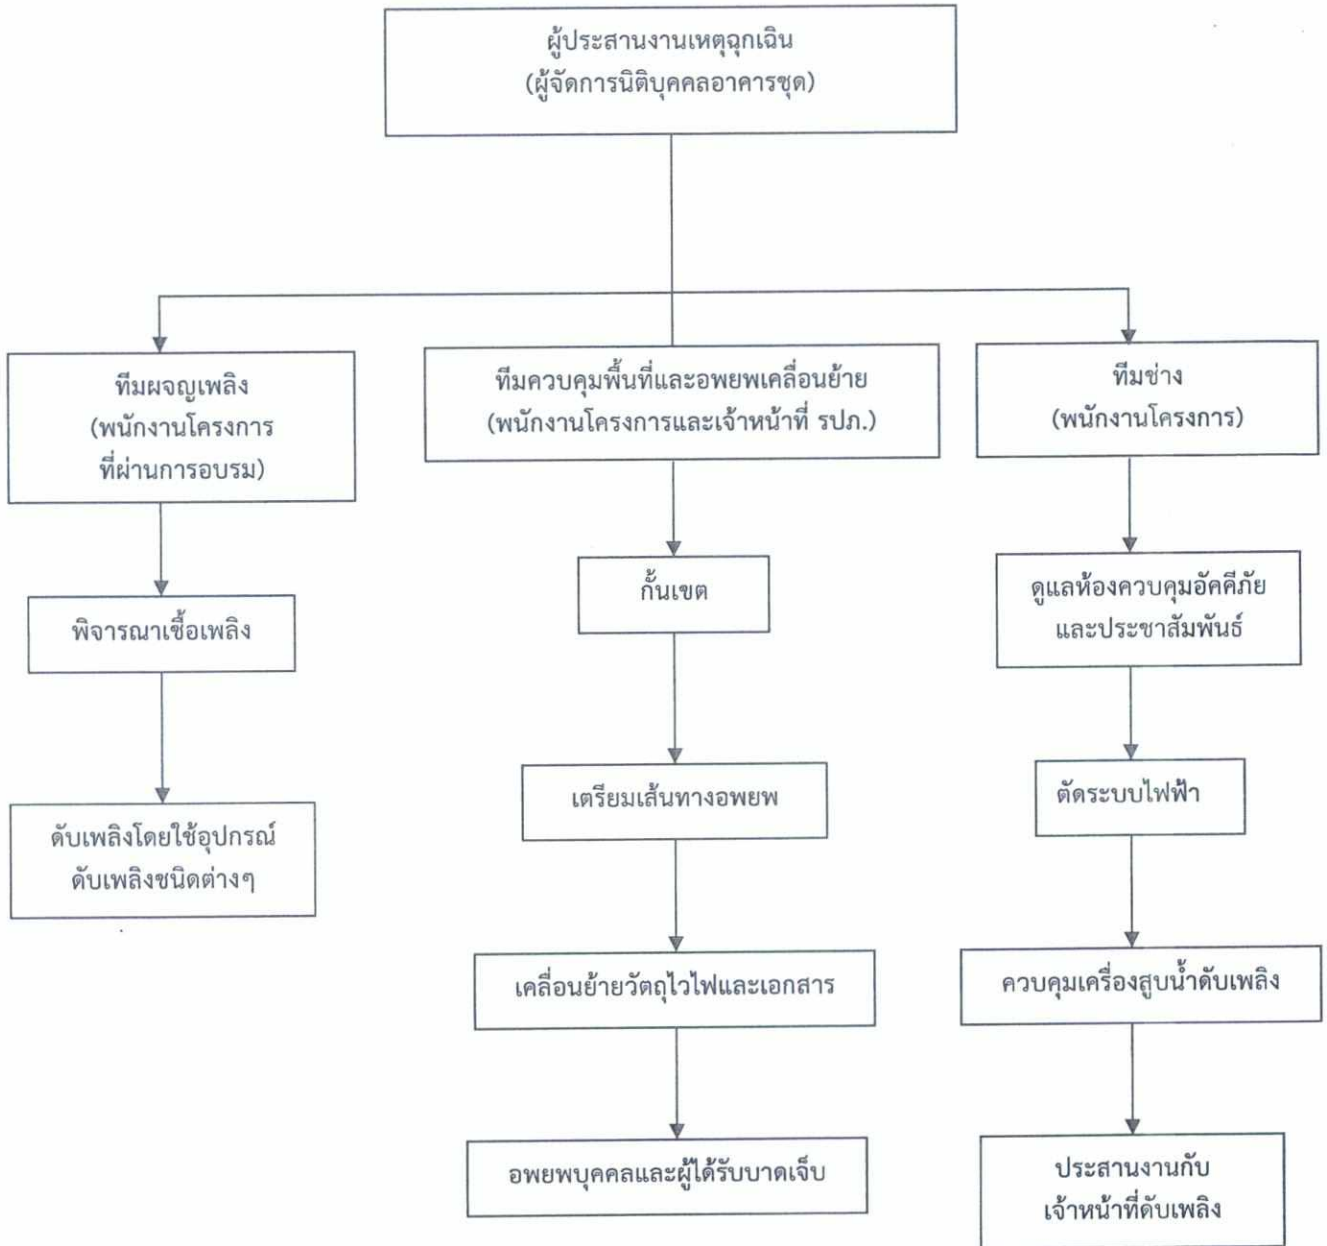 ผู้ประสานงานเหตุฉุกเฉิน
(ผู้จัดการนิติบุคคลอาคารชุด)
ทีมผจญเพลิง
(พนักงานโครงการ
ที่ผ่านการอบรม)
พิจารณาเชื้อเพลิง
ดับเพลิงโดยใช้อุปกรณ์
ดับเพลิงชนิดต่างๆ
ทีมควบคุมพื้นที่และอพยพเคลื่อนย้าย
(พนักงานโครงการและเจ้าหน้าที่ รปภ.)
กั้นเขต
เตรียมเส้นทางอพยพ
เคลื่อนย้ายวัตถุไวไฟและเอกสาร
อพยพบุคคลและผู้ได้รับบาดเจ็บ
ทีมช่าง
(พนักงานโครงการ)
ดูแลห้องควบคุมอัคคีภัย
และประชาสัมพันธ์
ตัดระบบไฟฟ้า
ควบคุมเครื่องสูบน้ำดับเพลิง
ประสานงานกับ
เจ้าหน้าที่ดับเพลิง